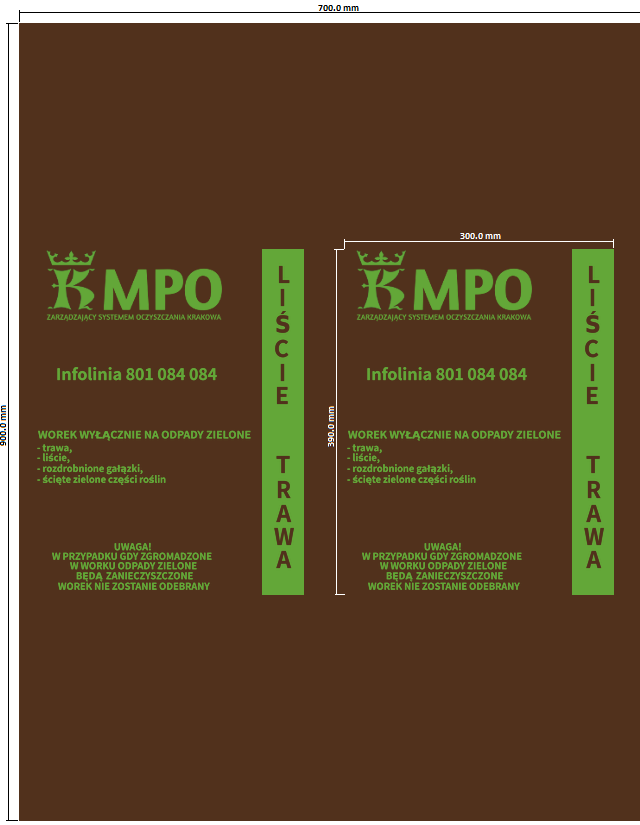 700.0 mm
900.0 mm
K MPO
ZARZĄDZAJĄCY SYSTEMEM OCZYSZCZANIA KRAKOWA
Infolinia 801 084 084
WOREK WYŁĄCZNIE NA ODPADY ZIELONE
- trawa,
- liście,
- rozdrobnione gałązki,
- ścięte zielone części roślin
UWAGA!
W PRZYPADKU GDY ZGROMADZONE
W WORKU ODPADY ZIELONE
BĘDĄ ZANIECZYSZCZONE
WOREK NIE ZOSTANIE ODEBRANY
LIŚCIE TRAWA
300.0 mm
390.0 mm
K MPO
ZARZĄDZAJĄCY SYSTEMEM OCZYSZCZANIA KRAKOWA
Infolinia 801 084 084
WOREK WYŁĄCZNIE NA ODPADY ZIELONE
- trawa,
- liście,
- rozdrobnione gałązki,
- ścięte zielone części roślin
UWAGA!
W PRZYPADKU GDY ZGROMADZONE
W WORKU ODPADY ZIELONE
BĘDĄ ZANIECZYSZCZONE
WOREK NIE ZOSTANIE ODEBRANY
LIŚCIE TRAWA